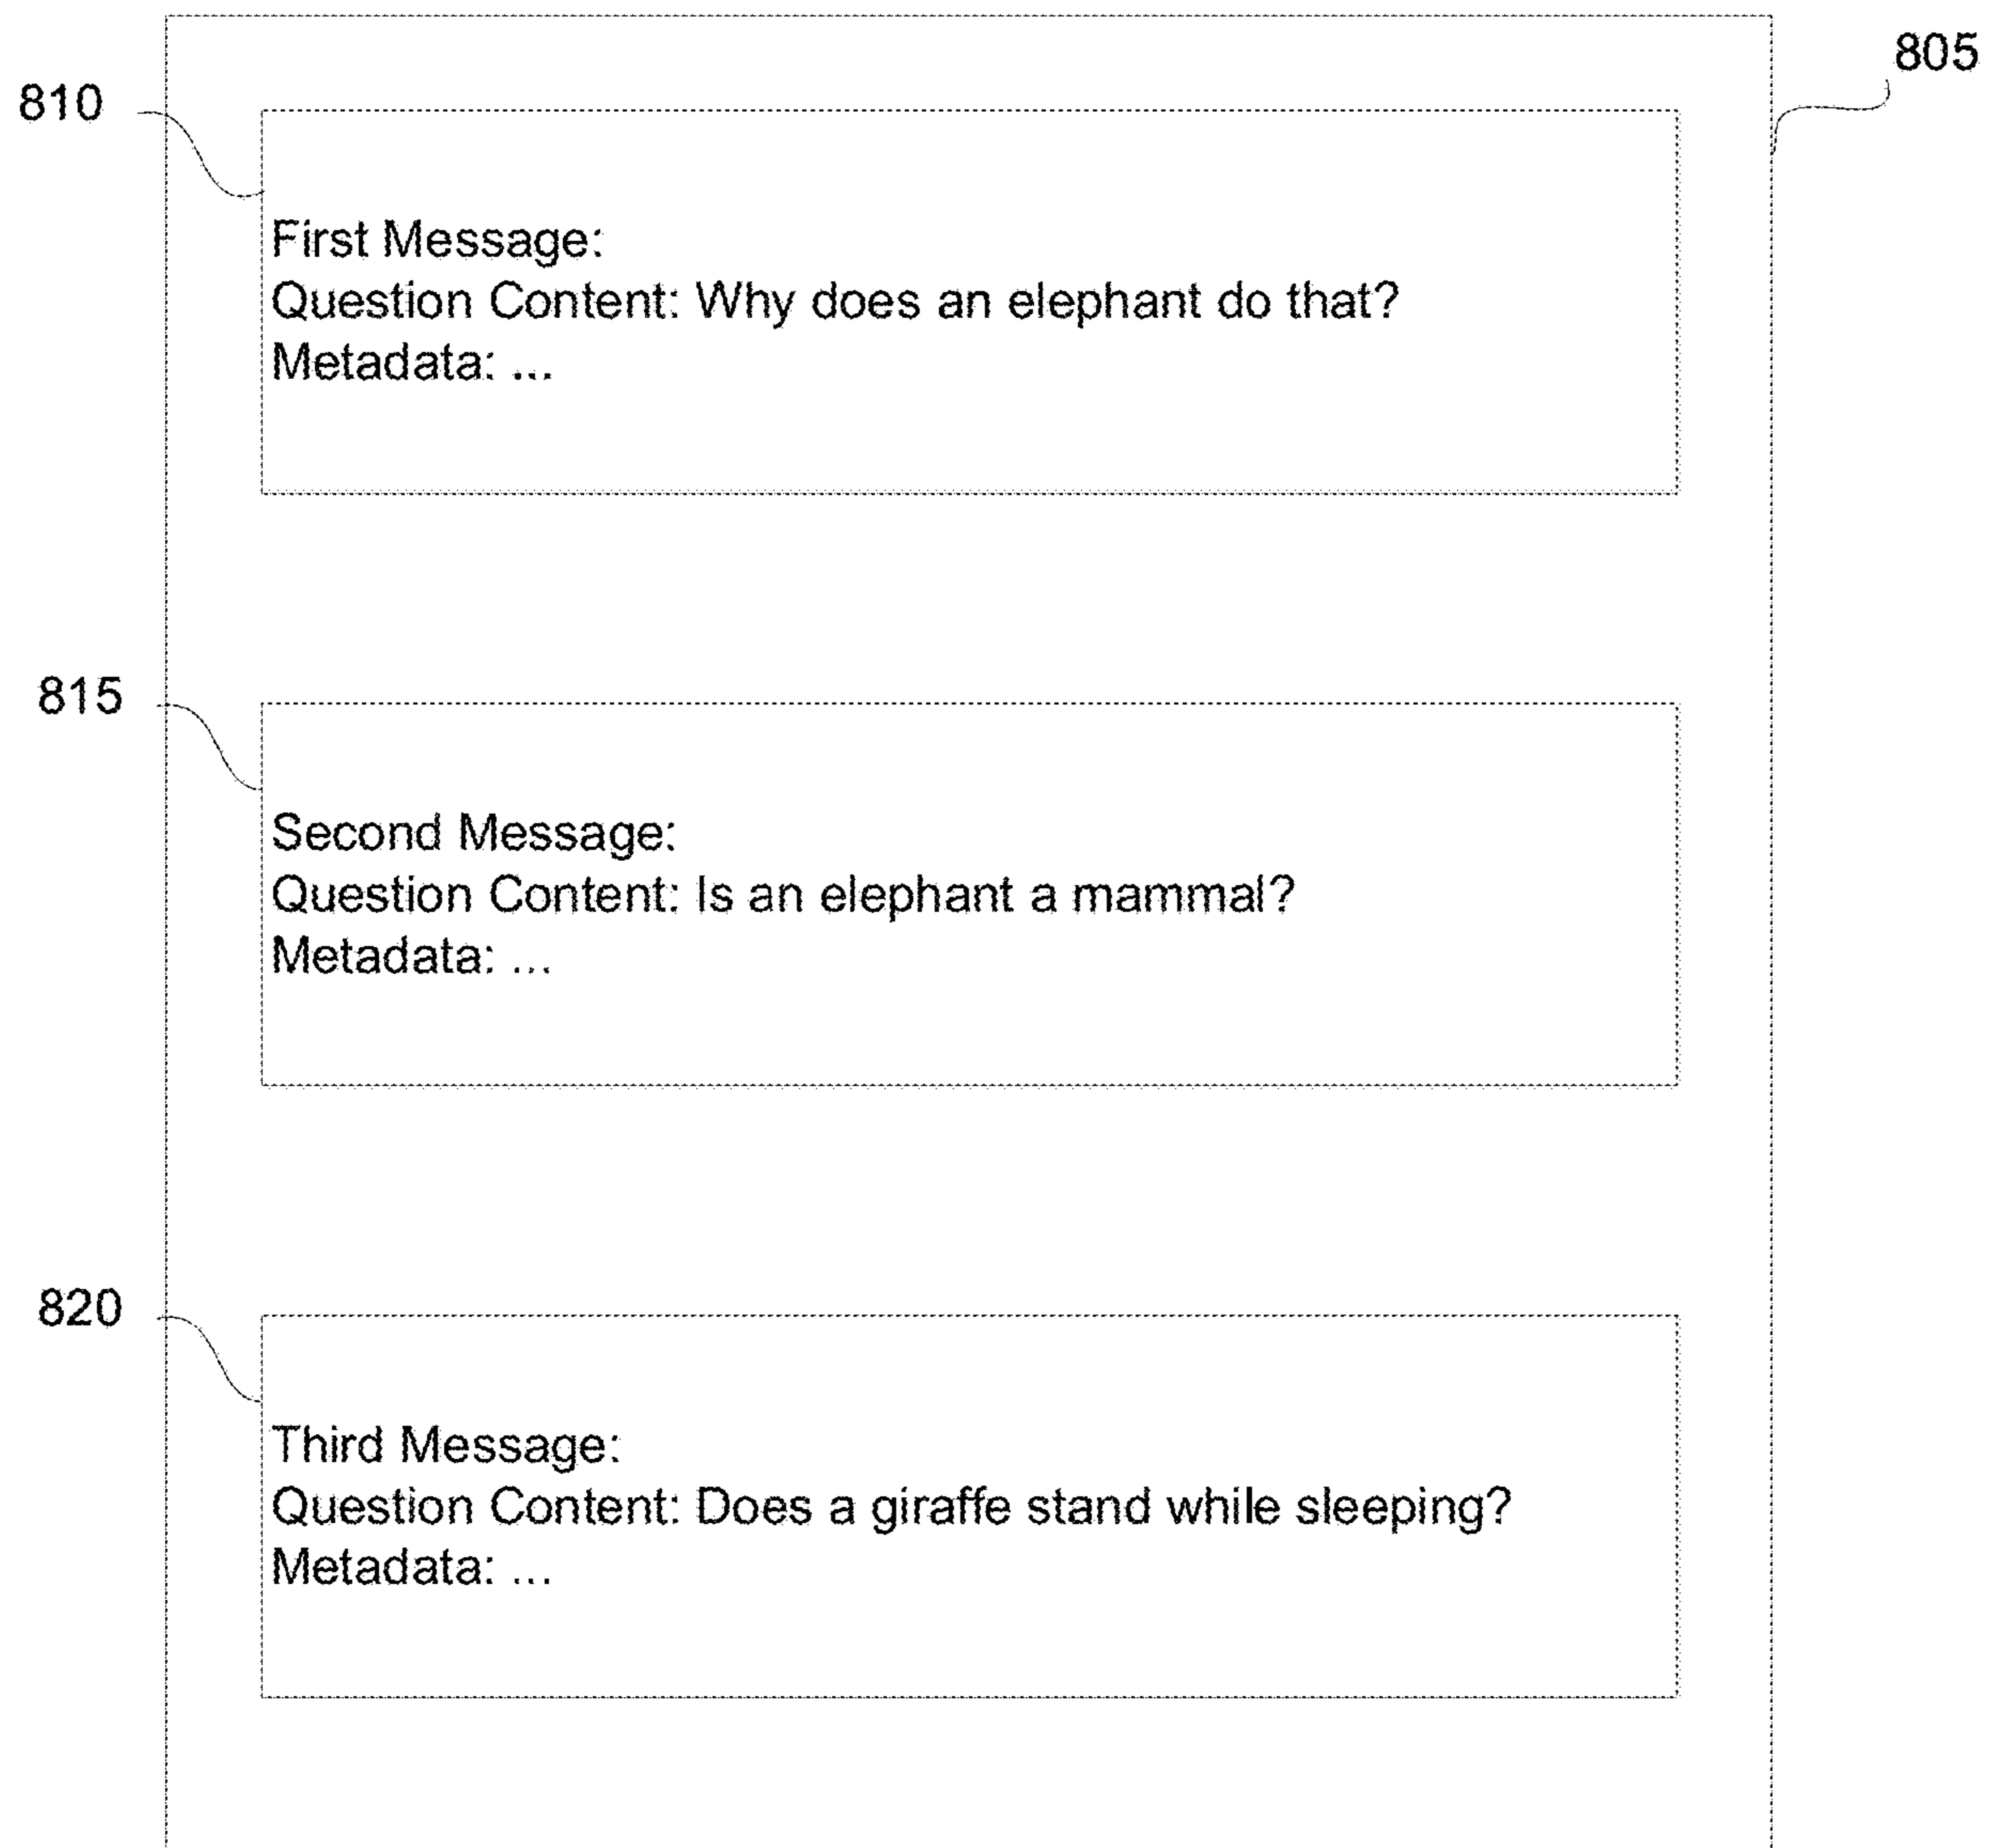 805
810
First Message:
Question Content: Why does an elephant do that?
Metadata: ...
815
Second Message:
Question Content: Is an elephant a mammal?
Metadata: ...
820
Third Message:
Question Content: Does a giraffe stand while sleeping?
Metadata: ...